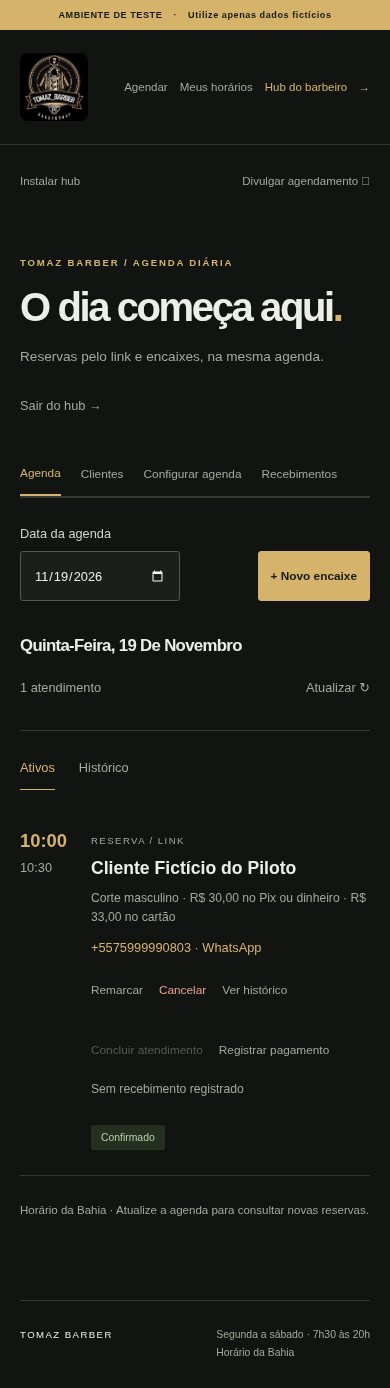 AMBIENTE DE TESTE · Utilize apenas dados fictícios
TOMAZ_BARBER
Agendar Meus horários Hub do barbeiro →
Instalar hub Divulgar agendamento
TOMAZ BARBER / AGENDA DIÁRIA
O dia começa aqui.
Reservas pelo link e encaixes, na mesma agenda.
Sair do hub →
Agenda Clientes Configurar agenda Recebimentos
Data da agenda
11/19/2026 + Novo encaixe
Quinta-Feira, 19 De Novembro
1 atendimento Atualizar ↻
Ativos Histórico
10:00 RESERVA / LINK
10:30 Cliente Fictício do Piloto
Corte masculino · R$ 30,00 no Pix ou dinheiro · R$
33,00 no cartão
+5575999990803 · WhatsApp
Remarcar Cancelar Ver histórico
Concluir atendimento Registrar pagamento
Sem recebimento registrado
Confirmado
Horário da Bahia · Atualize a agenda para consultar novas reservas.
TOMAZ BARBER Segunda a sábado · 7h30 às 20h
Horário da Bahia